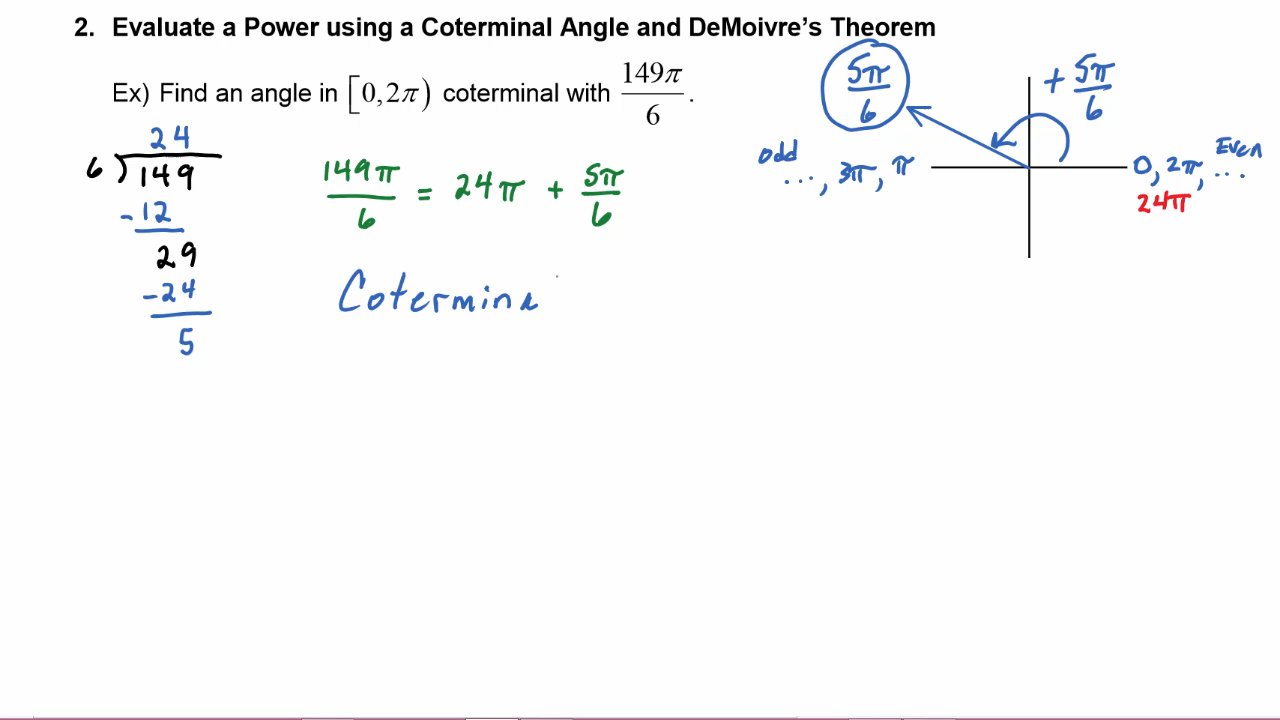 2. Evaluate a Power using a Coterminal Angle and DeMoivre's Theorem
Ex) Find an angle in [0, 2π) coterminal with 149π/6.
24
6 ) 149
-12
29
-24
5
149π/6 = 24π + 5π/6
Cotermina
5π/6
+ 5π/6
odd
..., 3π, π
0, 2π, ...
Even
24π